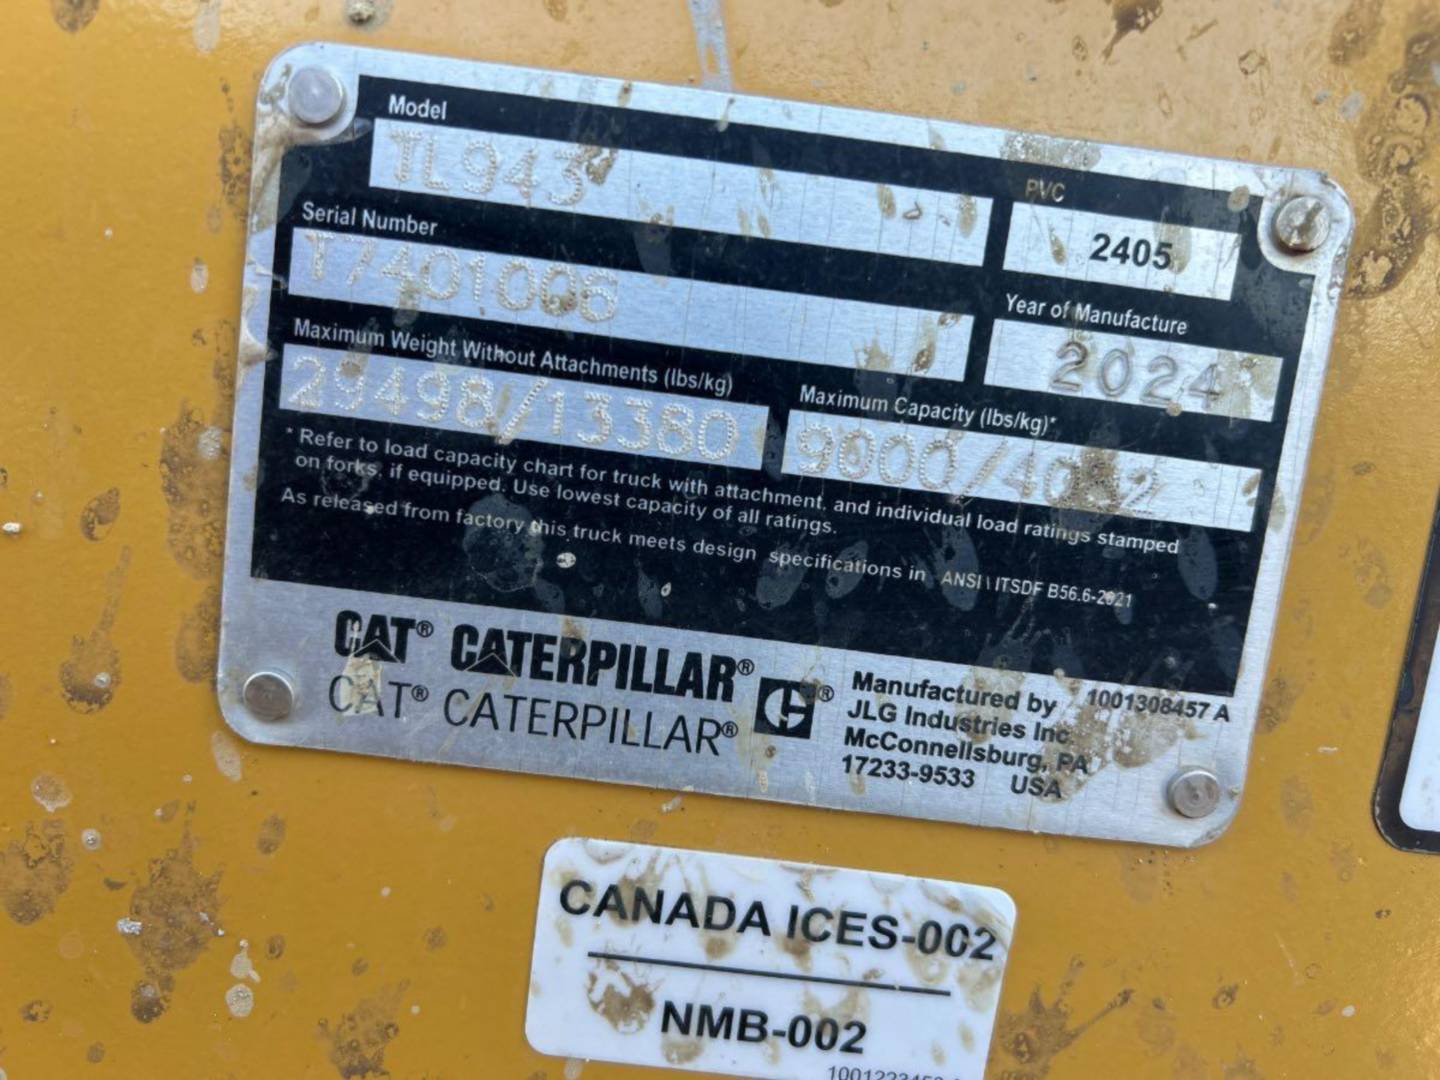 Model
TL943
PVC
2405
Serial Number
T7401006
Year of Manufacture
2024
Maximum Weight Without Attachments (lbs/kg)
29498/13380
Maximum Capacity (lbs/kg)*
9000/4082
* Refer to load capacity chart for truck with attachment, and individual load ratings stamped
on forks, if equipped. Use lowest capacity of all ratings.
As released from factory this truck meets design specifications in ANSI \ ITSDF B56.6-2021
CAT® CATERPILLAR®
CAT® CATERPILLAR®
Manufactured by 1001308457 A
JLG Industries Inc
McConnellsburg, PA
17233-9533 USA
CANADA ICES-002
NMB-002